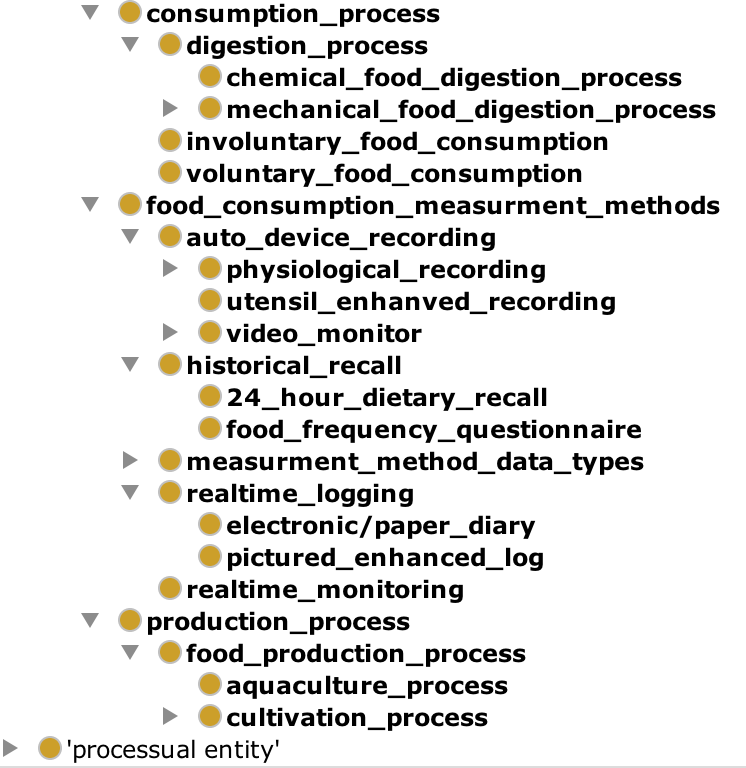 consumption_process
digestion_process
chemical_food_digestion_process
mechanical_food_digestion_process
involuntary_food_consumption
voluntary_food_consumption
food_consumption_measurment_methods
auto_device_recording
physiological_recording
utensil_enhanved_recording
video_monitor
historical_recall
24_hour_dietary_recall
food_frequency_questionnaire
measurment_method_data_types
realtime_logging
electronic/paper_diary
pictured_enhanced_log
realtime_monitoring
production_process
food_production_process
aquaculture_process
cultivation_process
'processual entity'